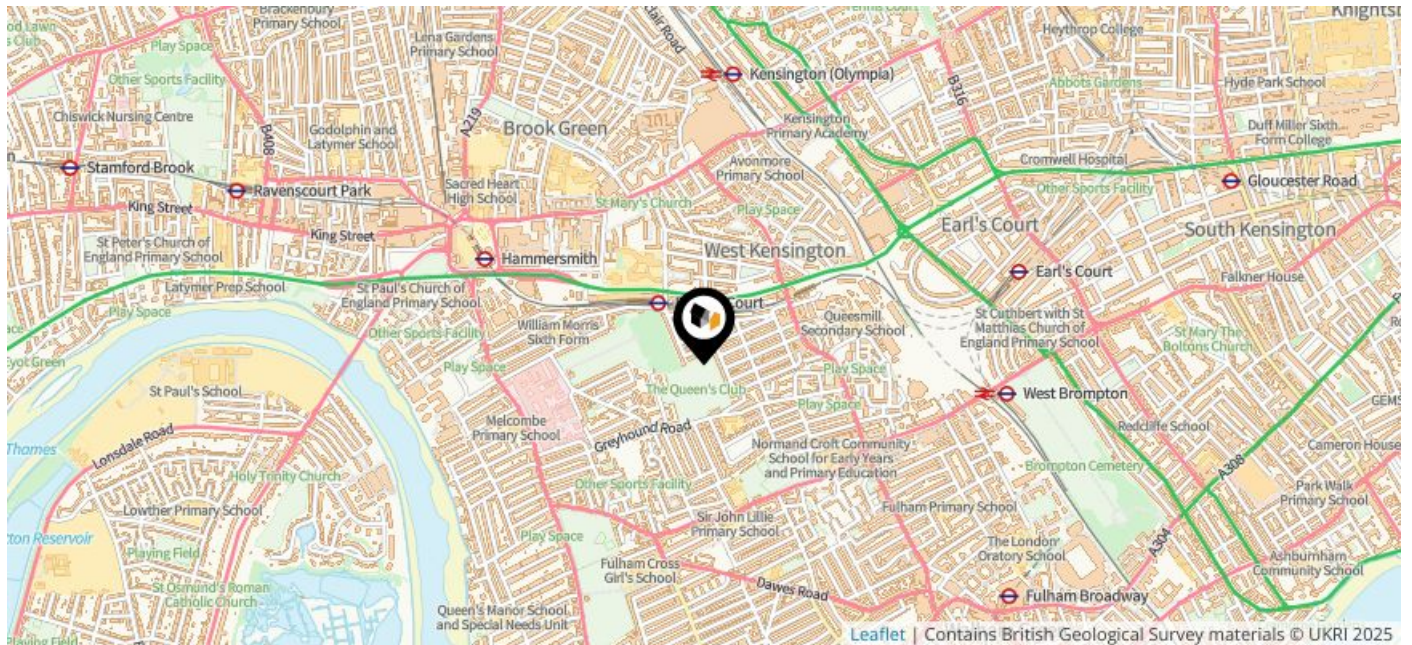 Brackenbury
Primary School
Lena Gardens
Primary School
Play Space
Other Sports Facility
Chiswick Nursing Centre
B408
Godolphin and
Latymer School
A219
Brook Green
Kensington (Olympia)
Kensington
Primary Academy
B316
Heythrop College
Abbots Gardens
Hyde Park School
Duff Miller Sixth
Form College
Stamford Brook
Ravenscourt Park
King Street
Sacred Heart
High School
St Mary's Church
Avonmore
Primary School
Play Space
Cromwell Hospital
Other Sports Facility
Gloucester Road
King Street
St Peter's Church of
England Primary School
Hammersmith
West Kensington
Earl's Court
South Kensington
Earl's Court
Falkner House
Latymer Prep School
Play Space
St Paul's Church of
England Primary School
Other Sports Facility
William Morris
Sixth Form
Court
Queesmill
Secondary School
St Cuthbert with St
Matthias Church of
England Primary School
St Mary The
Boltons Church
Eyot Green
St Paul's School
Play Space
The Queen's Club
Play Space
West Brompton
Thames
Lonsdale Road
Melcombe
Primary School
Greyhound Road
Play Space
Redcliffe School
Normand Croft Community
School for Early Years
and Primary Education
Brompton Cemetery
Cameron House
A308
Holy Trinity Church
Lowther Primary School
Other Sports Facility
Fulham Primary School
Park Walk
Primary School
Sir John Lillie
Primary School
Playing Field
Play Space
The London
Oratory School
A304
St Osmund's Roman
Catholic Church
Fulham Cross
Girl's School
Dawes Road
Ashburnham
Community School
Queen's Manor School
and Special Needs Unit
Fulham Broadway
Playing Field
Leaflet | Contains British Geological Survey materials © UKRI 2025